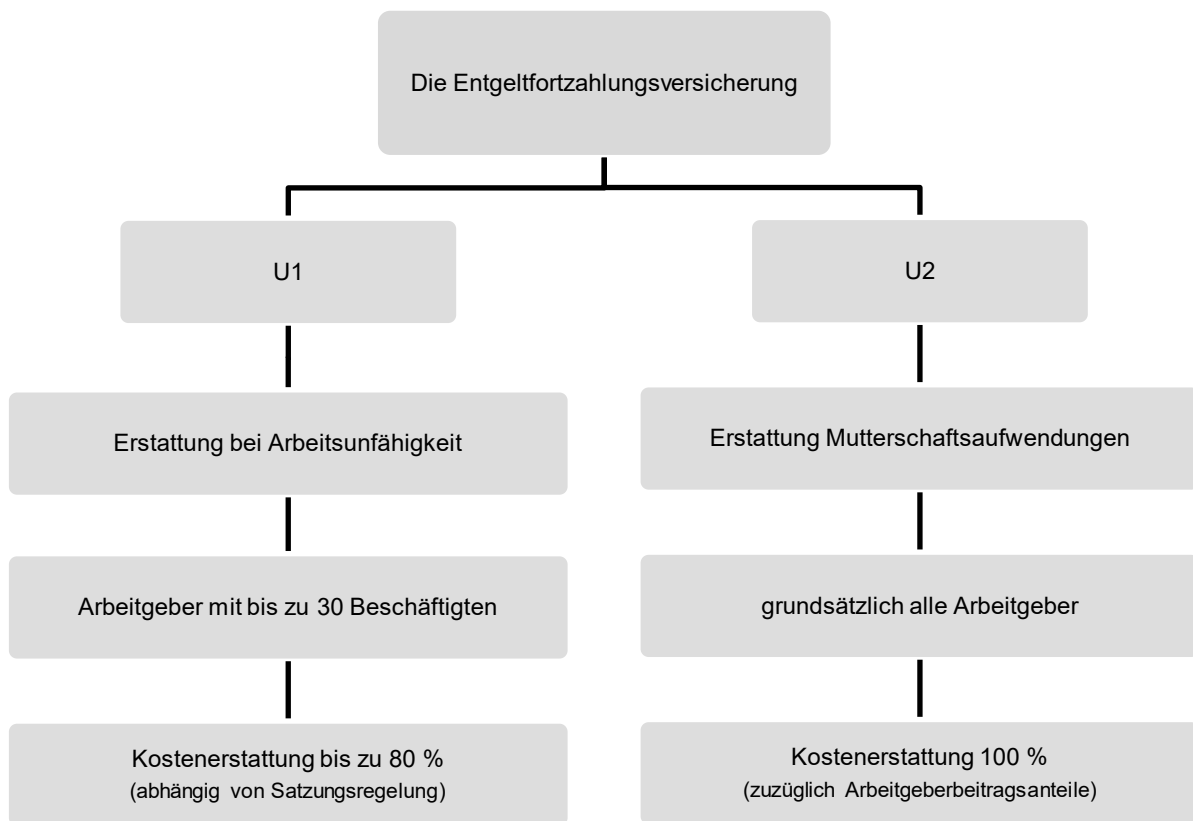 Die Entgeltfortzahlungsversicherung
U1
U2
Erstattung bei Arbeitsunfähigkeit
Erstattung Mutterschaftsaufwendungen
Arbeitgeber mit bis zu 30 Beschäftigten
grundsätzlich alle Arbeitgeber
Kostenerstattung bis zu 80 %
(abhängig von Satzungsregelung)
Kostenerstattung 100 %
(zuzüglich Arbeitgeberbeitragsanteile)